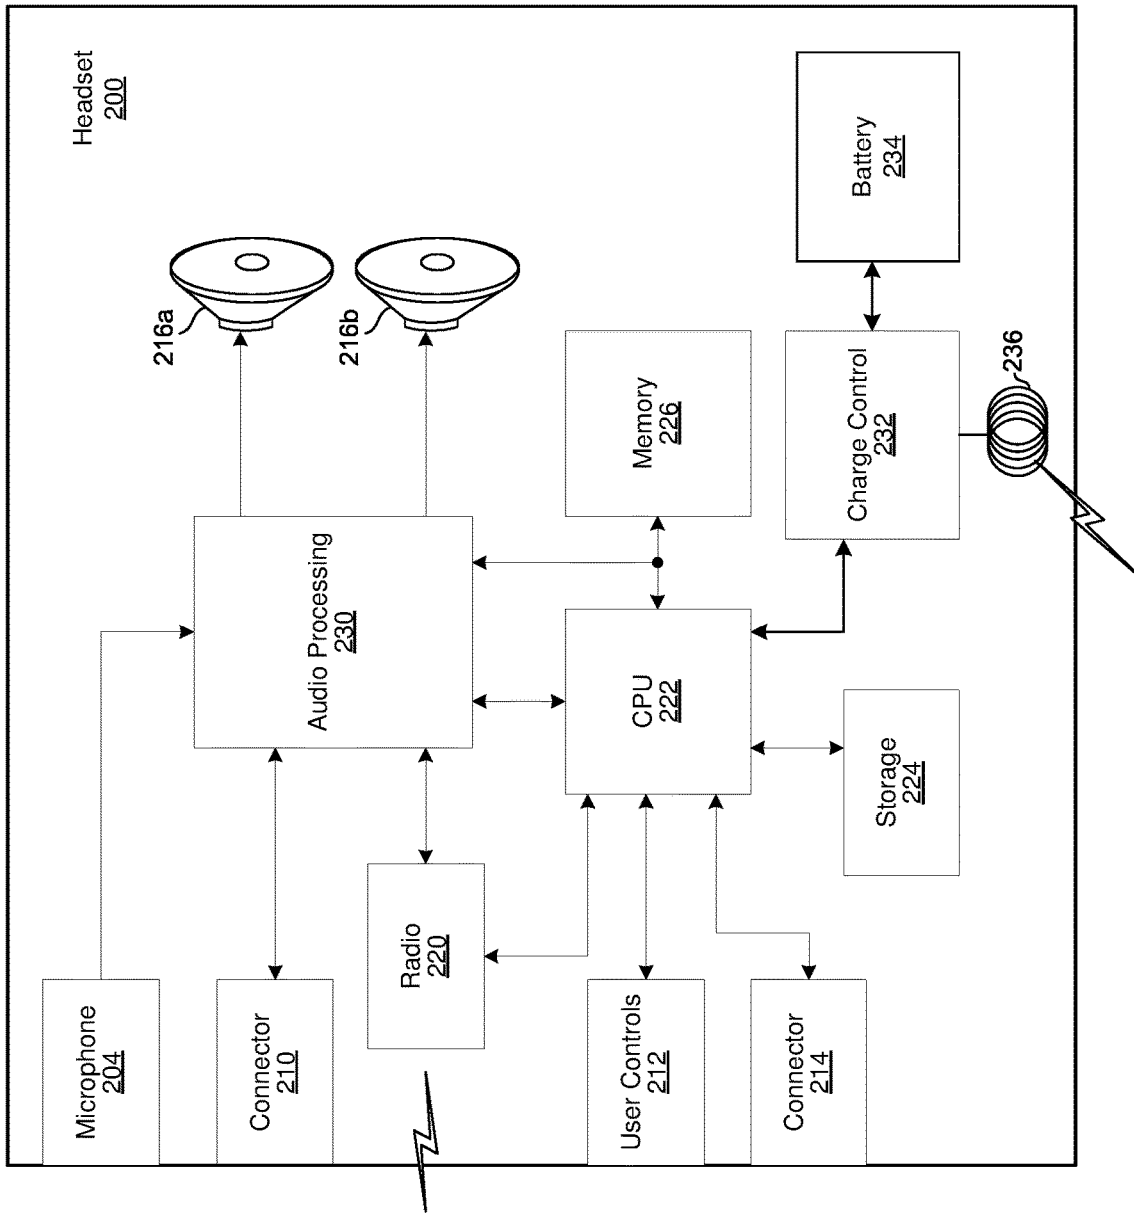 Headset
200
Microphone
204
Connector
210
Radio
220
User Controls
212
Connector
214
Audio Processing
230
CPU
222
Storage
224
216a
216b
Memory
226
Charge Control
232
Battery
234
236